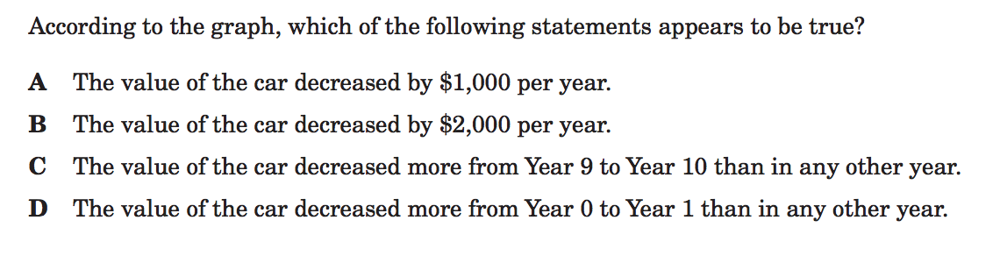 According to the graph, which of the following statements appears to be true?
A The value of the car decreased by $1,000 per year.
B The value of the car decreased by $2,000 per year.
C The value of the car decreased more from Year 9 to Year 10 than in any other year.
D The value of the car decreased more from Year 0 to Year 1 than in any other year.